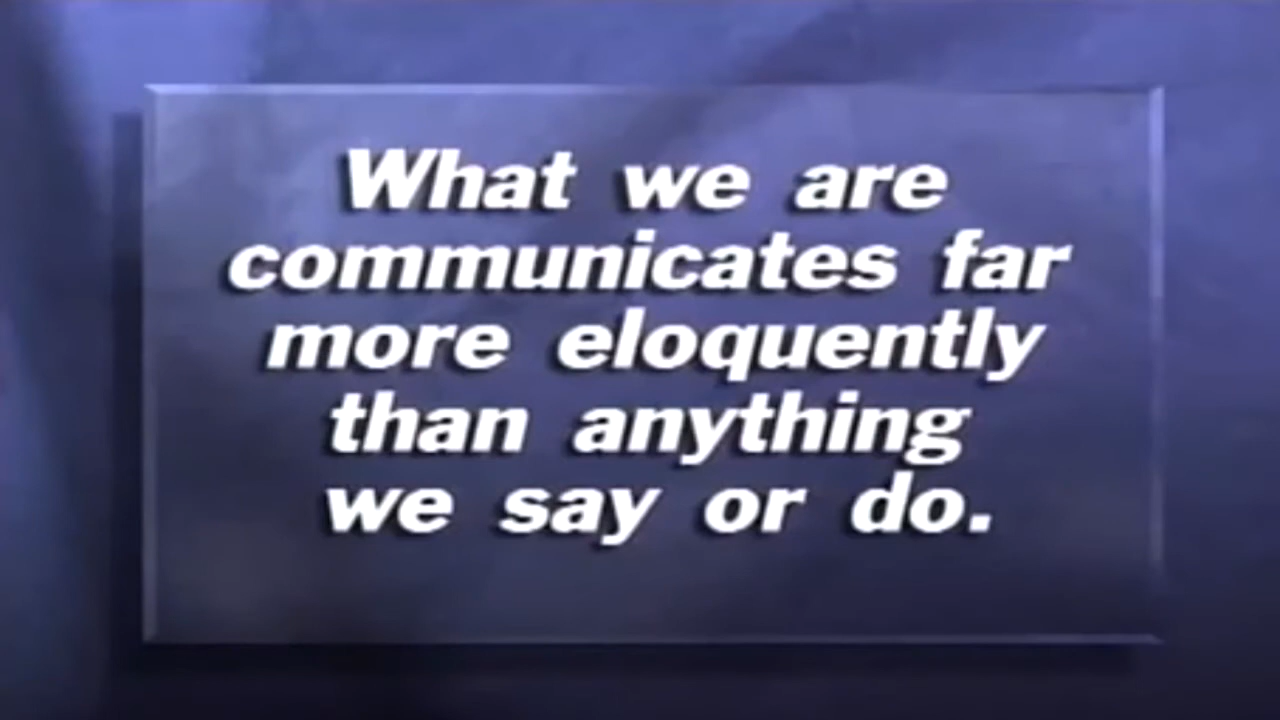 What we are
communicates far
more eloquently
than anything
we say or do.